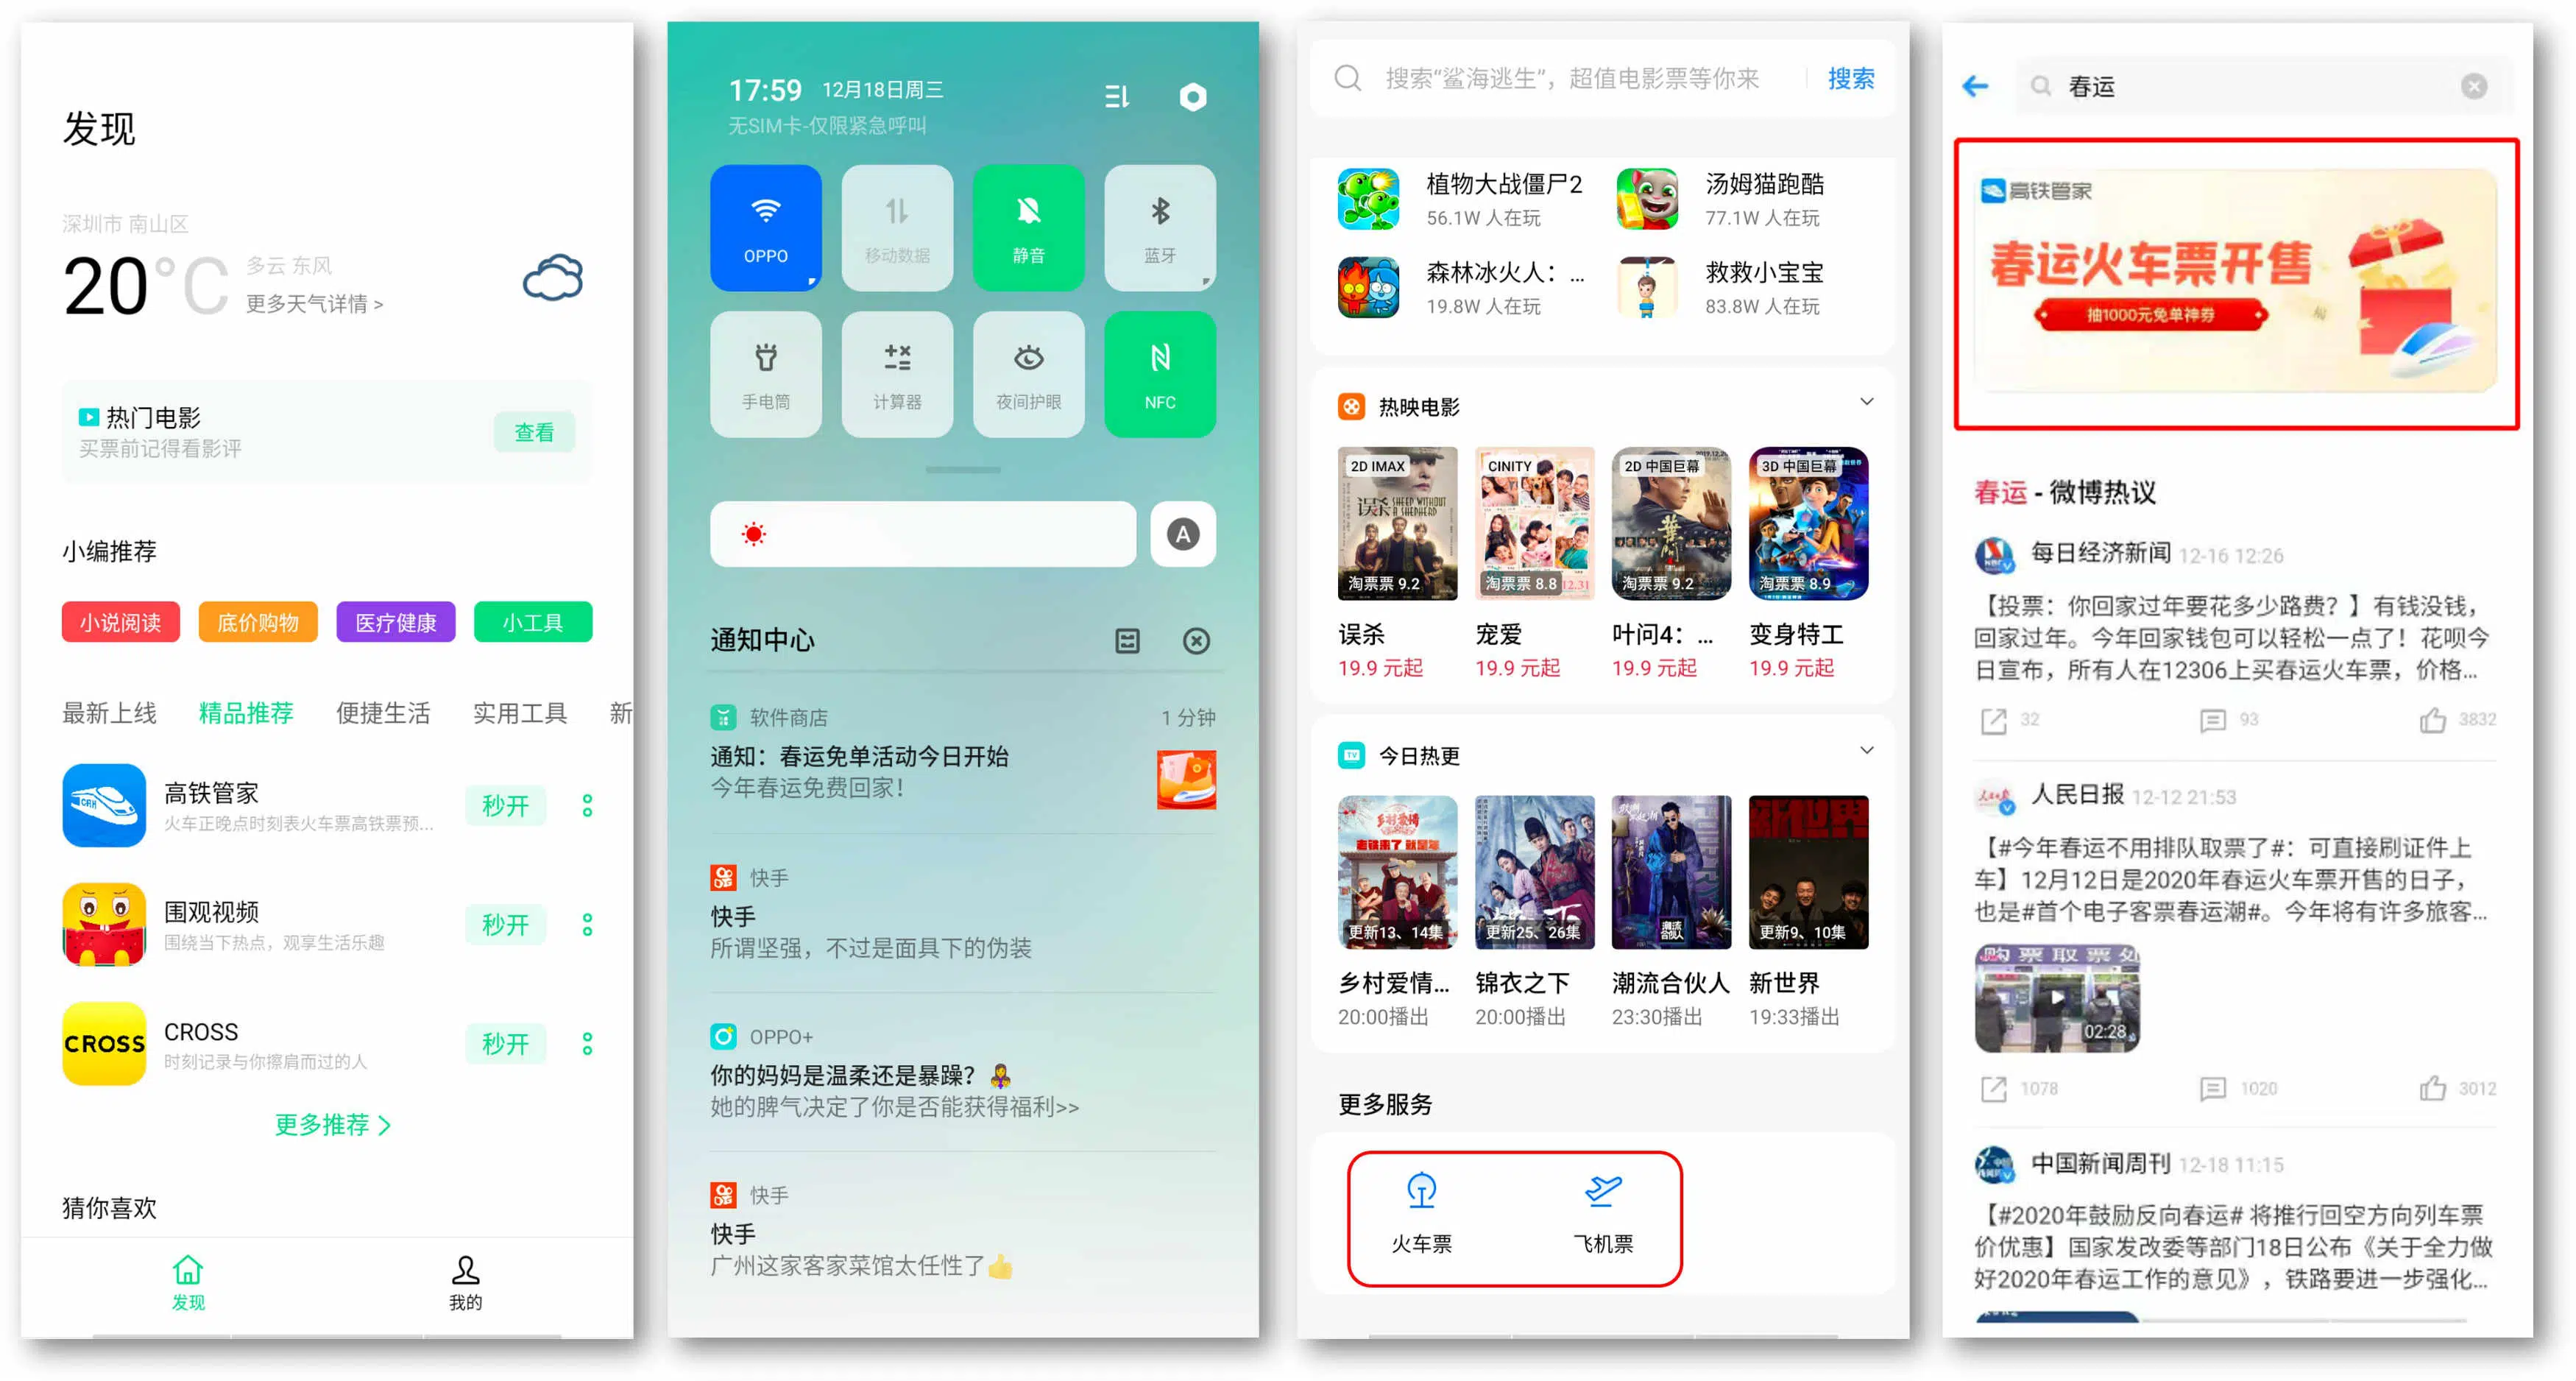 发现
深圳市 南山区
20°C
多云 东风
更多天气详情 >
热门电影
买票前记得看影评
查看
小编推荐
小说阅读
底价购物
医疗健康
小工具
最新上线
精品推荐
便捷生活
实用工具
新
CRH
高铁管家
火车正晚点时刻表火车票高铁票预...
秒开
围观视频
围绕当下热点，观享生活乐趣
秒开
CROSS
CROSS
时刻记录与你擦肩而过的人
秒开
更多推荐 >
猜你喜欢
发现
我的
17:59 12月18日周三
无SIM卡-仅限紧急呼叫
OPPO
移动数据
静音
蓝牙
手电筒
计算器
夜间护眼
NFC
A
通知中心
软件商店
1 分钟
通知：春运免单活动今日开始
今年春运免费回家！
快手
快手
所谓坚强，不过是面具下的伪装
OPPO+
你的妈妈是温柔还是暴躁？
她的脾气决定了你是否能获得福利>>
快手
快手
广州这家客家菜馆太任性了
搜索“鲨海逃生”，超值电影票等你来
搜索
植物大战僵尸2
56.1W 人在玩
汤姆猫跑酷
77.1W 人在玩
森林冰火人：...
19.8W 人在玩
救救小宝宝
83.8W 人在玩
热映电影
2D IMAX
误杀
SHEEP WITHOUT
A SHEPHERD
淘票票 9.2
CINITY
淘票票 8.8
12.31
2D 中国巨幕
淘票票 9.2
3D 中国巨幕
淘票票 8.9
误杀
19.9 元起
宠爱
19.9 元起
叶问4：...
19.9 元起
变身特工
19.9 元起
TV
今日热更
更新13、14集
更新25、26集
潮流合伙人
新世界
更新9、10集
乡村爱情...
20:00播出
锦衣之下
20:00播出
潮流合伙人
23:30播出
新世界
19:33播出
更多服务
火车票
飞机票
春运
高铁管家
春运火车票开售
抽1000元免单神券
春运 - 微博热议
每日经济新闻 12-16 12:26
【投票：你回家过年要花多少路费？】有钱没钱，
回家过年。今年回家钱包可以轻松一点了！花呗今
日宣布，所有人在12306上买春运火车票，价格...
32
93
3832
人民日报 12-12 21:53
【#今年春运不用排队取票了#：可直接刷证件上
车】12月12日是2020年春运火车票开售的日子，
也是#首个电子客票春运潮#。今年将有许多旅客...
购票取票处
02:28
1078
1020
3012
中国新闻周刊 12-18 11:15
【#2020年鼓励反向春运# 将推行回空方向列车票
价优惠】国家发改委等部门18日公布《关于全力做
好2020年春运工作的意见》，铁路要进一步强化...